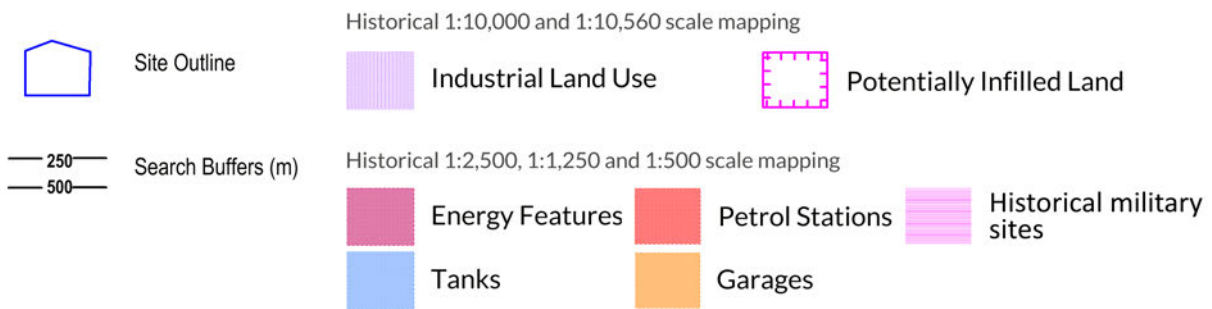 Historical 1:10,000 and 1:10,560 scale mapping
Site Outline
Industrial Land Use
Potentially Infilled Land
250
500
Search Buffers (m)
Historical 1:2,500, 1:1,250 and 1:500 scale mapping
Energy Features
Petrol Stations
Historical military
sites
Tanks
Garages